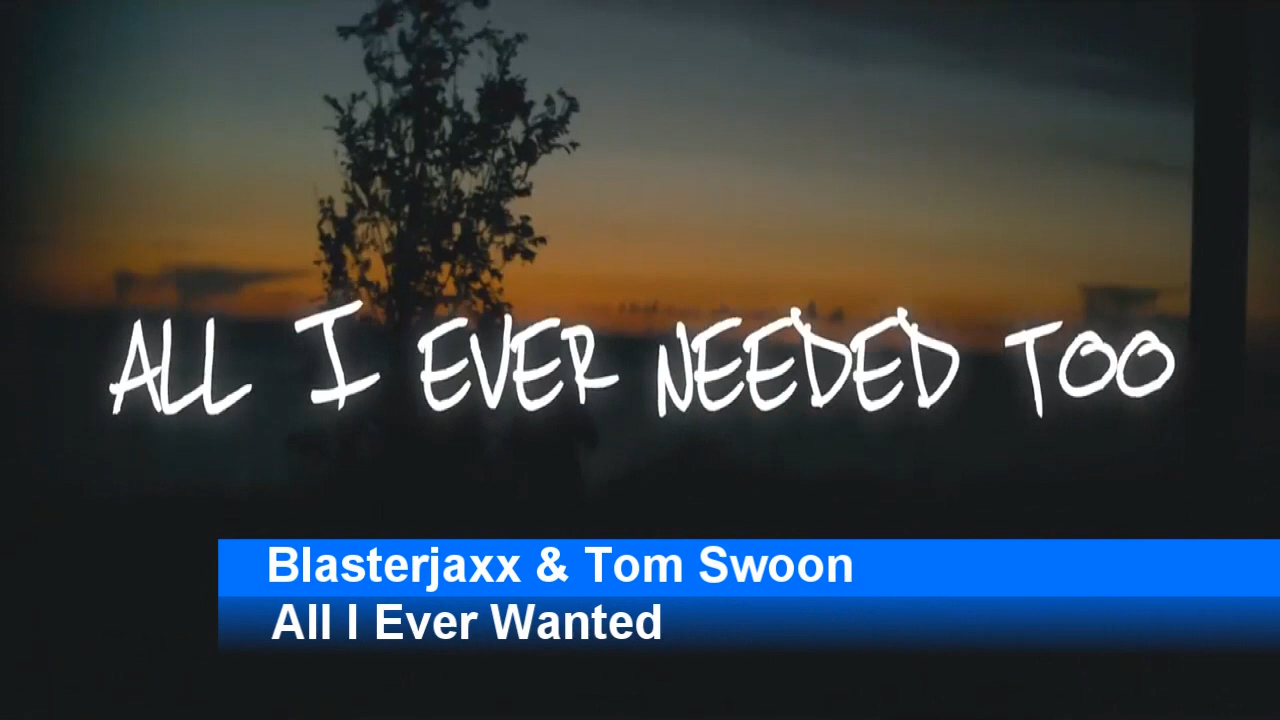 ALL I EVER NEEDED TOO
Blasterjaxx & Tom Swoon
All I Ever Wanted